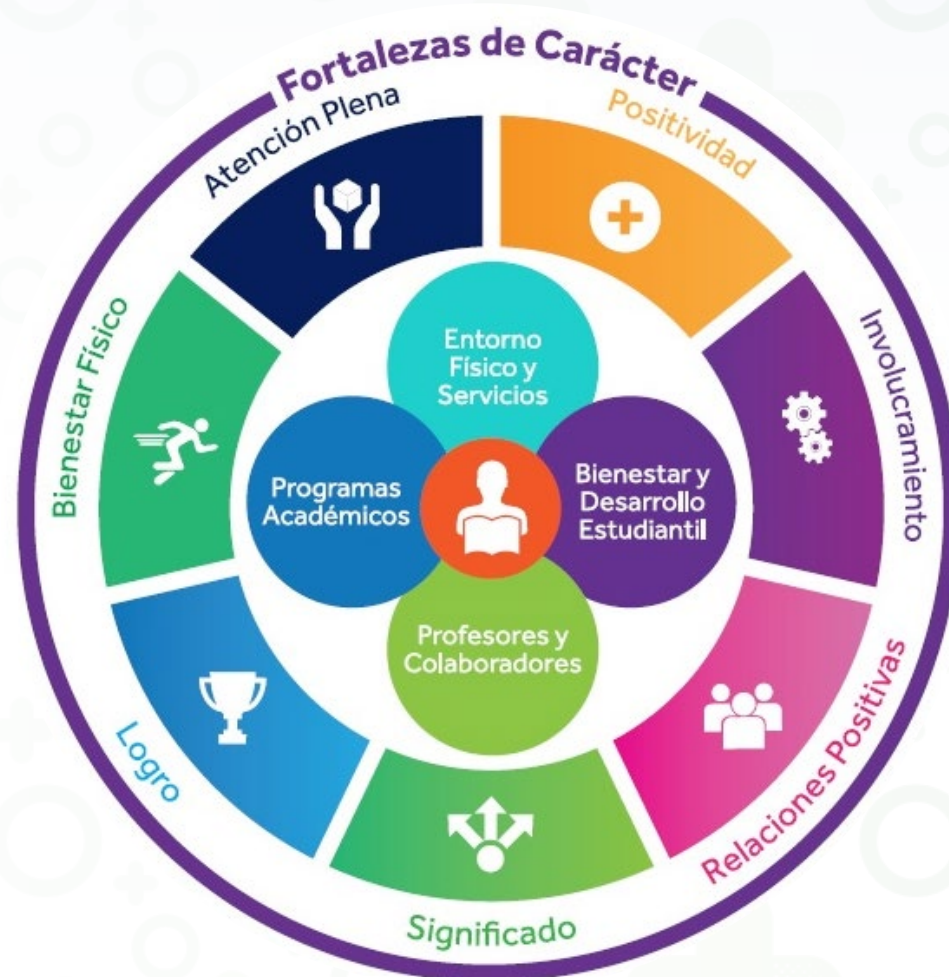 Fortalezas de Carácter
Atención Plena
Positividad
Involucramiento
Relaciones Positivas
Significado
Logro
Bienestar Físico
Entorno
Físico y
Servicios
Programas
Académicos
Bienestar y
Desarrollo
Estudiantil
Profesores y
Colaboradores